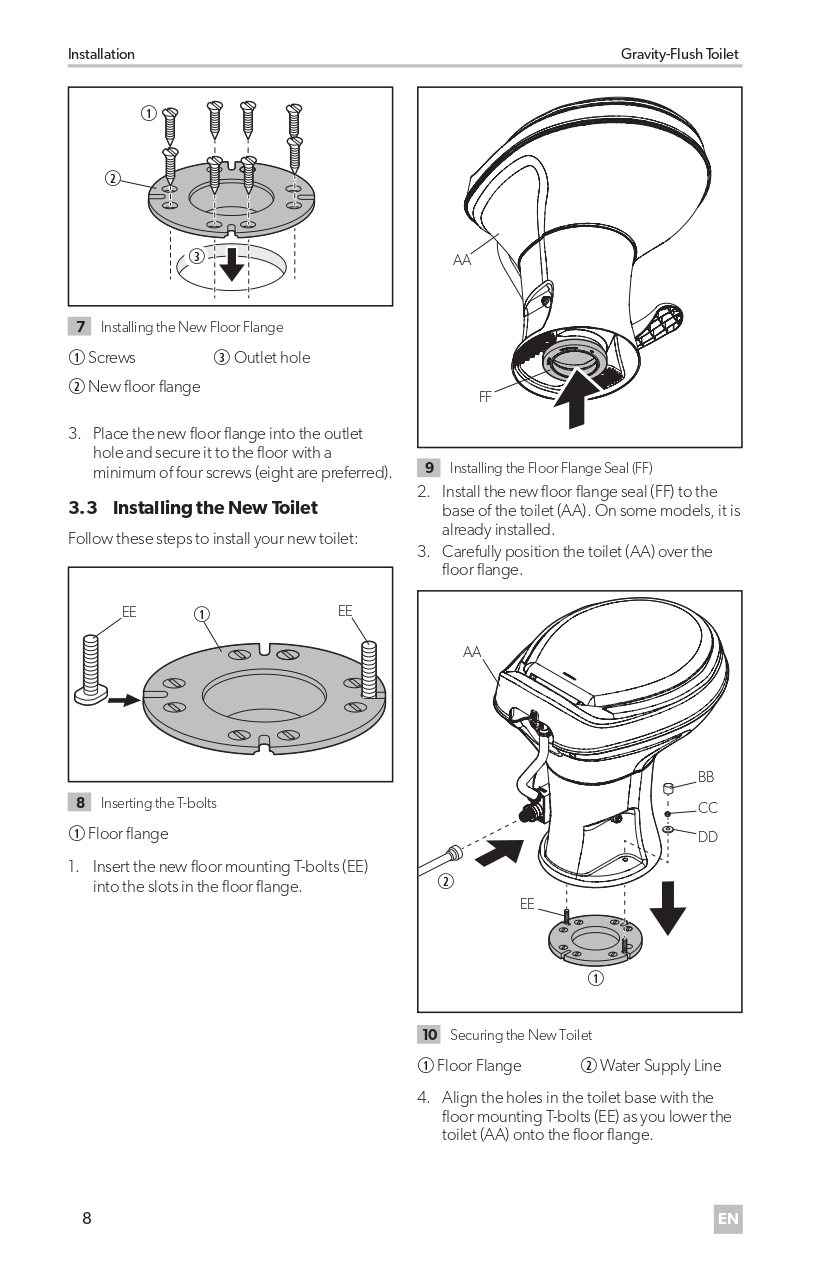 Installation
Gravity-Flush Toilet
①
②
③
7 Installing the New Floor Flange
① Screws
③ Outlet hole
② New floor flange
3. Place the new floor flange into the outlet
hole and secure it to the floor with a
minimum of four screws (eight are preferred).
3.3 Installing the New Toilet
Follow these steps to install your new toilet:
EE
①
EE
8 Inserting the T-bolts
① Floor flange
1. Insert the new floor mounting T-bolts (EE)
into the slots in the floor flange.
AA
FF
9 Installing the Floor Flange Seal (FF)
2. Install the new floor flange seal (FF) to the
base of the toilet (AA). On some models, it is
already installed.
3. Carefully position the toilet (AA) over the
floor flange.
AA
BB
CC
DD
②
EE
①
10 Securing the New Toilet
① Floor Flange
② Water Supply Line
4. Align the holes in the toilet base with the
floor mounting T-bolts (EE) as you lower the
toilet (AA) onto the floor flange.
8
EN